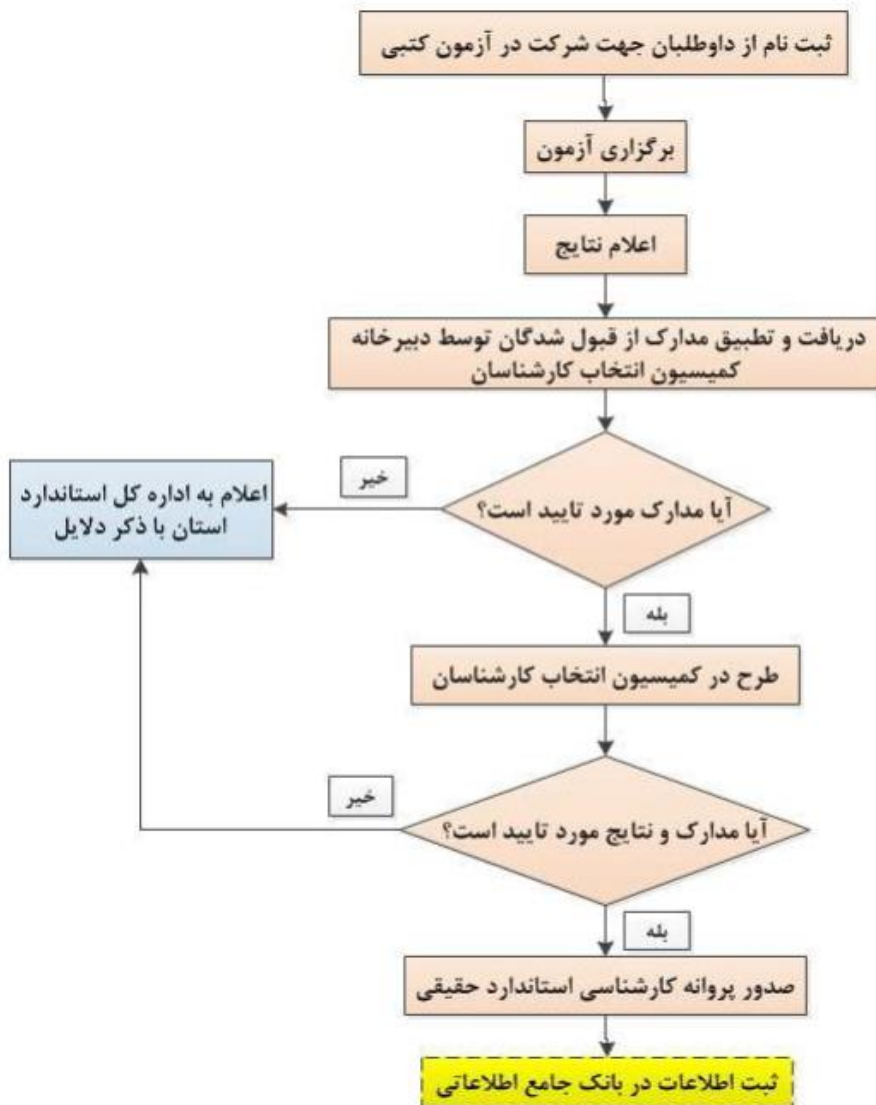 ثبت نام از داوطلبان جهت شرکت در آزمون کتبی
برگزاری آزمون
اعلام نتایج
دریافت و تطبیق مدارک از قبول شدگان توسط دبیرخانه
کمیسیون انتخاب کارشناسان
آیا مدارک مورد تایید است؟
خیر
اعلام به اداره کل استاندارد
استان با ذکر دلایل
بله
طرح در کمیسیون انتخاب کارشناسان
آیا مدارک و نتایج مورد تایید است؟
خیر
بله
صدور پروانه کارشناسی استاندارد حقیقی
ثبت اطلاعات در بانک جامع اطلاعاتی